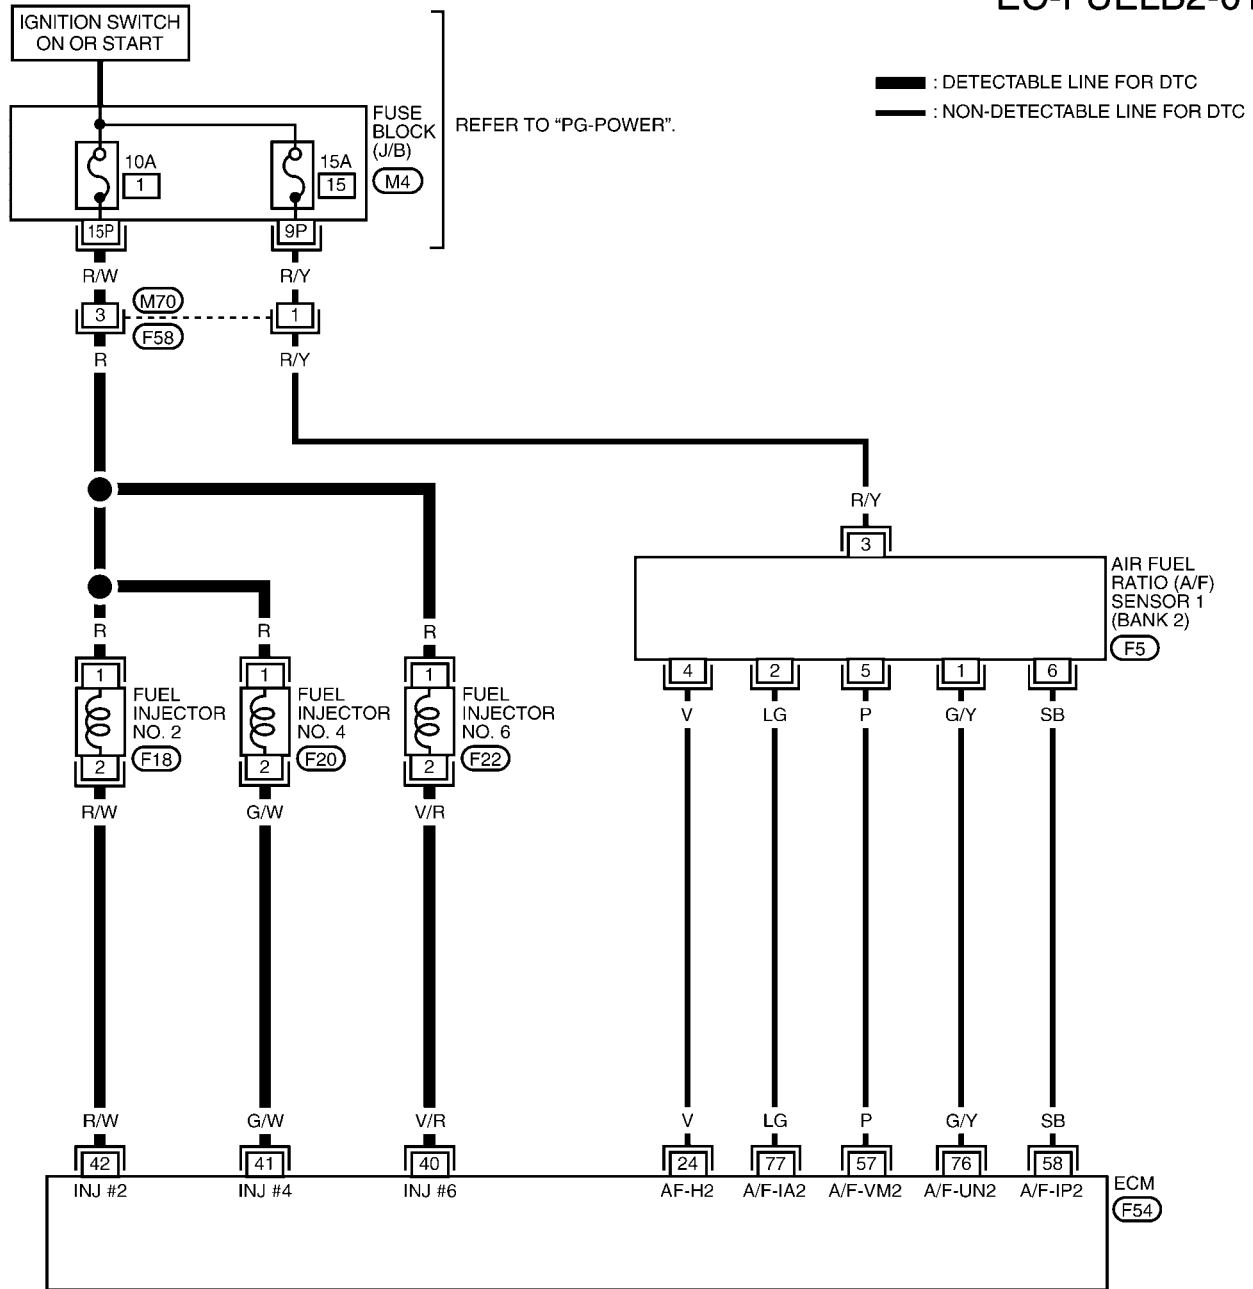 EC-FUELB2-01
IGNITION SWITCH
ON OR START
: DETECTABLE LINE FOR DTC
: NON-DETECTABLE LINE FOR DTC
FUSE
BLOCK
(J/B)
M4
REFER TO "PG-POWER".
10A
1
15A
15
15P
9P
R/W
R/Y
3
M70
F58
1
R
R/Y
R/Y
3
AIR FUEL
RATIO (A/F)
SENSOR 1
(BANK 2)
F5
R
R
R
1
1
1
FUEL
INJECTOR
NO. 2
F18
FUEL
INJECTOR
NO. 4
F20
FUEL
INJECTOR
NO. 6
F22
2
2
2
4
2
5
1
6
V
LG
P
G/Y
SB
R/W
G/W
V/R
R/W
G/W
V/R
V
LG
P
G/Y
SB
42
41
40
24
77
57
76
58
INJ #2
INJ #4
INJ #6
AF-H2
A/F-IA2
A/F-VM2
A/F-UN2
A/F-IP2
ECM
F54